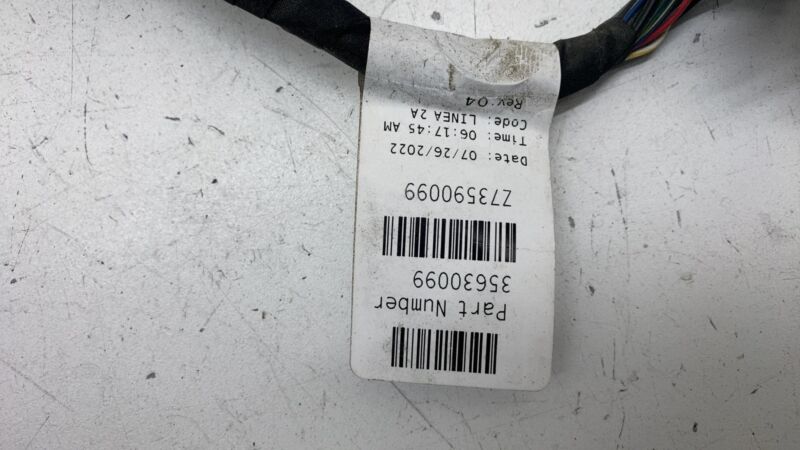 Part Number
35630099
Z73590099
Date: 07/26/2022
Time: 06:17:45 AM
Code: LINEA 2A
Rev:04